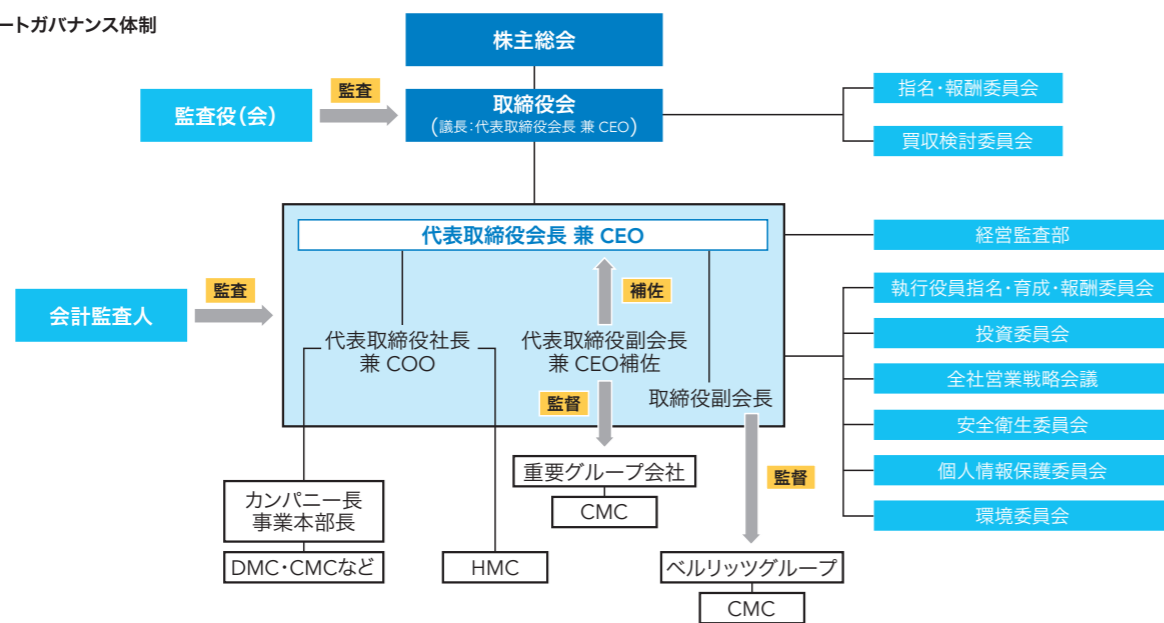 ートガバナンス体制
株主総会
監査
監査役（会）
取締役会
（議長：代表取締役会長 兼 CEO）
指名・報酬委員会
買収検討委員会
代表取締役会長 兼 CEO
経営監査部
監査
会計監査人
補佐
執行役員指名・育成・報酬委員会
投資委員会
全社営業戦略会議
安全衛生委員会
個人情報保護委員会
環境委員会
代表取締役社長
兼 COO
代表取締役副会長
兼 CEO補佐
取締役副会長
監督
監督
カンパニー長
事業本部長
DMC・CMCなど
HMC
重要グループ会社
CMC
ベルリッツグループ
CMC